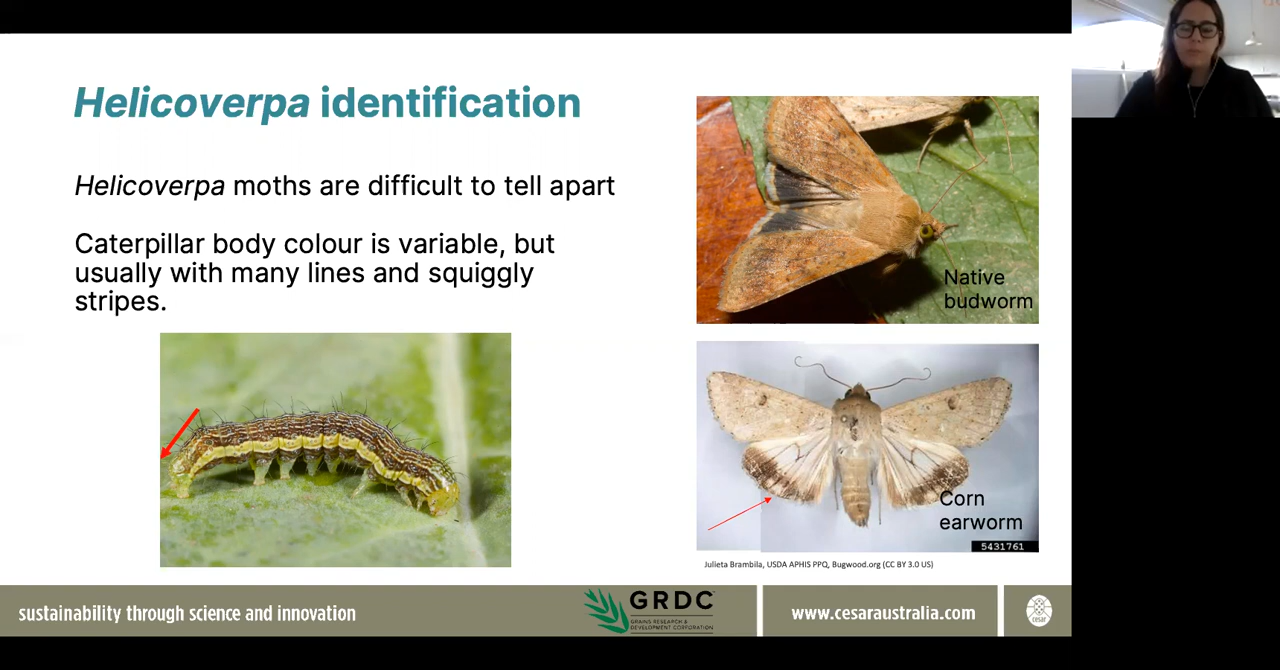 Helicoverpa identification
Helicoverpa moths are difficult to tell apart
Caterpillar body colour is variable, but
usually with many lines and squiggly
stripes.
Native
budworm
Corn
earworm
5431761
Julieta Brambila, USDA APHIS PPQ, Bugwood.org (CC BY 3.0 US)
sustainability through science and innovation
GRDC
GRAINS RESEARCH &
DEVELOPMENT CORPORATION
www.cesaraustralia.com
cesar